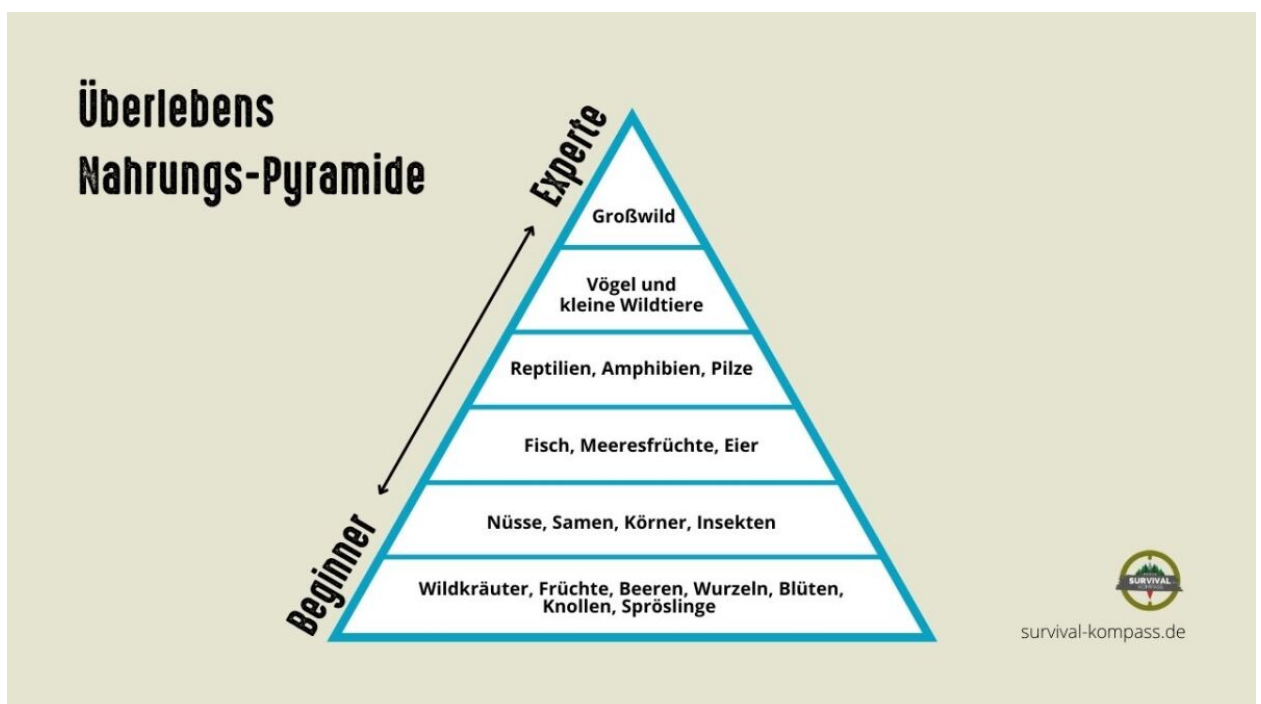 Überlebens
Nahrungs-Pyramide
Experte
Großwild
Vögel und
kleine Wildtiere
Reptilien, Amphibien, Pilze
Fisch, Meeresfrüchte, Eier
Nüsse, Samen, Körner, Insekten
Beginner
Wildkräuter, Früchte, Beeren, Wurzeln, Blüten,
Knollen, Spröslinge
SURVIVAL
survival-kompass.de